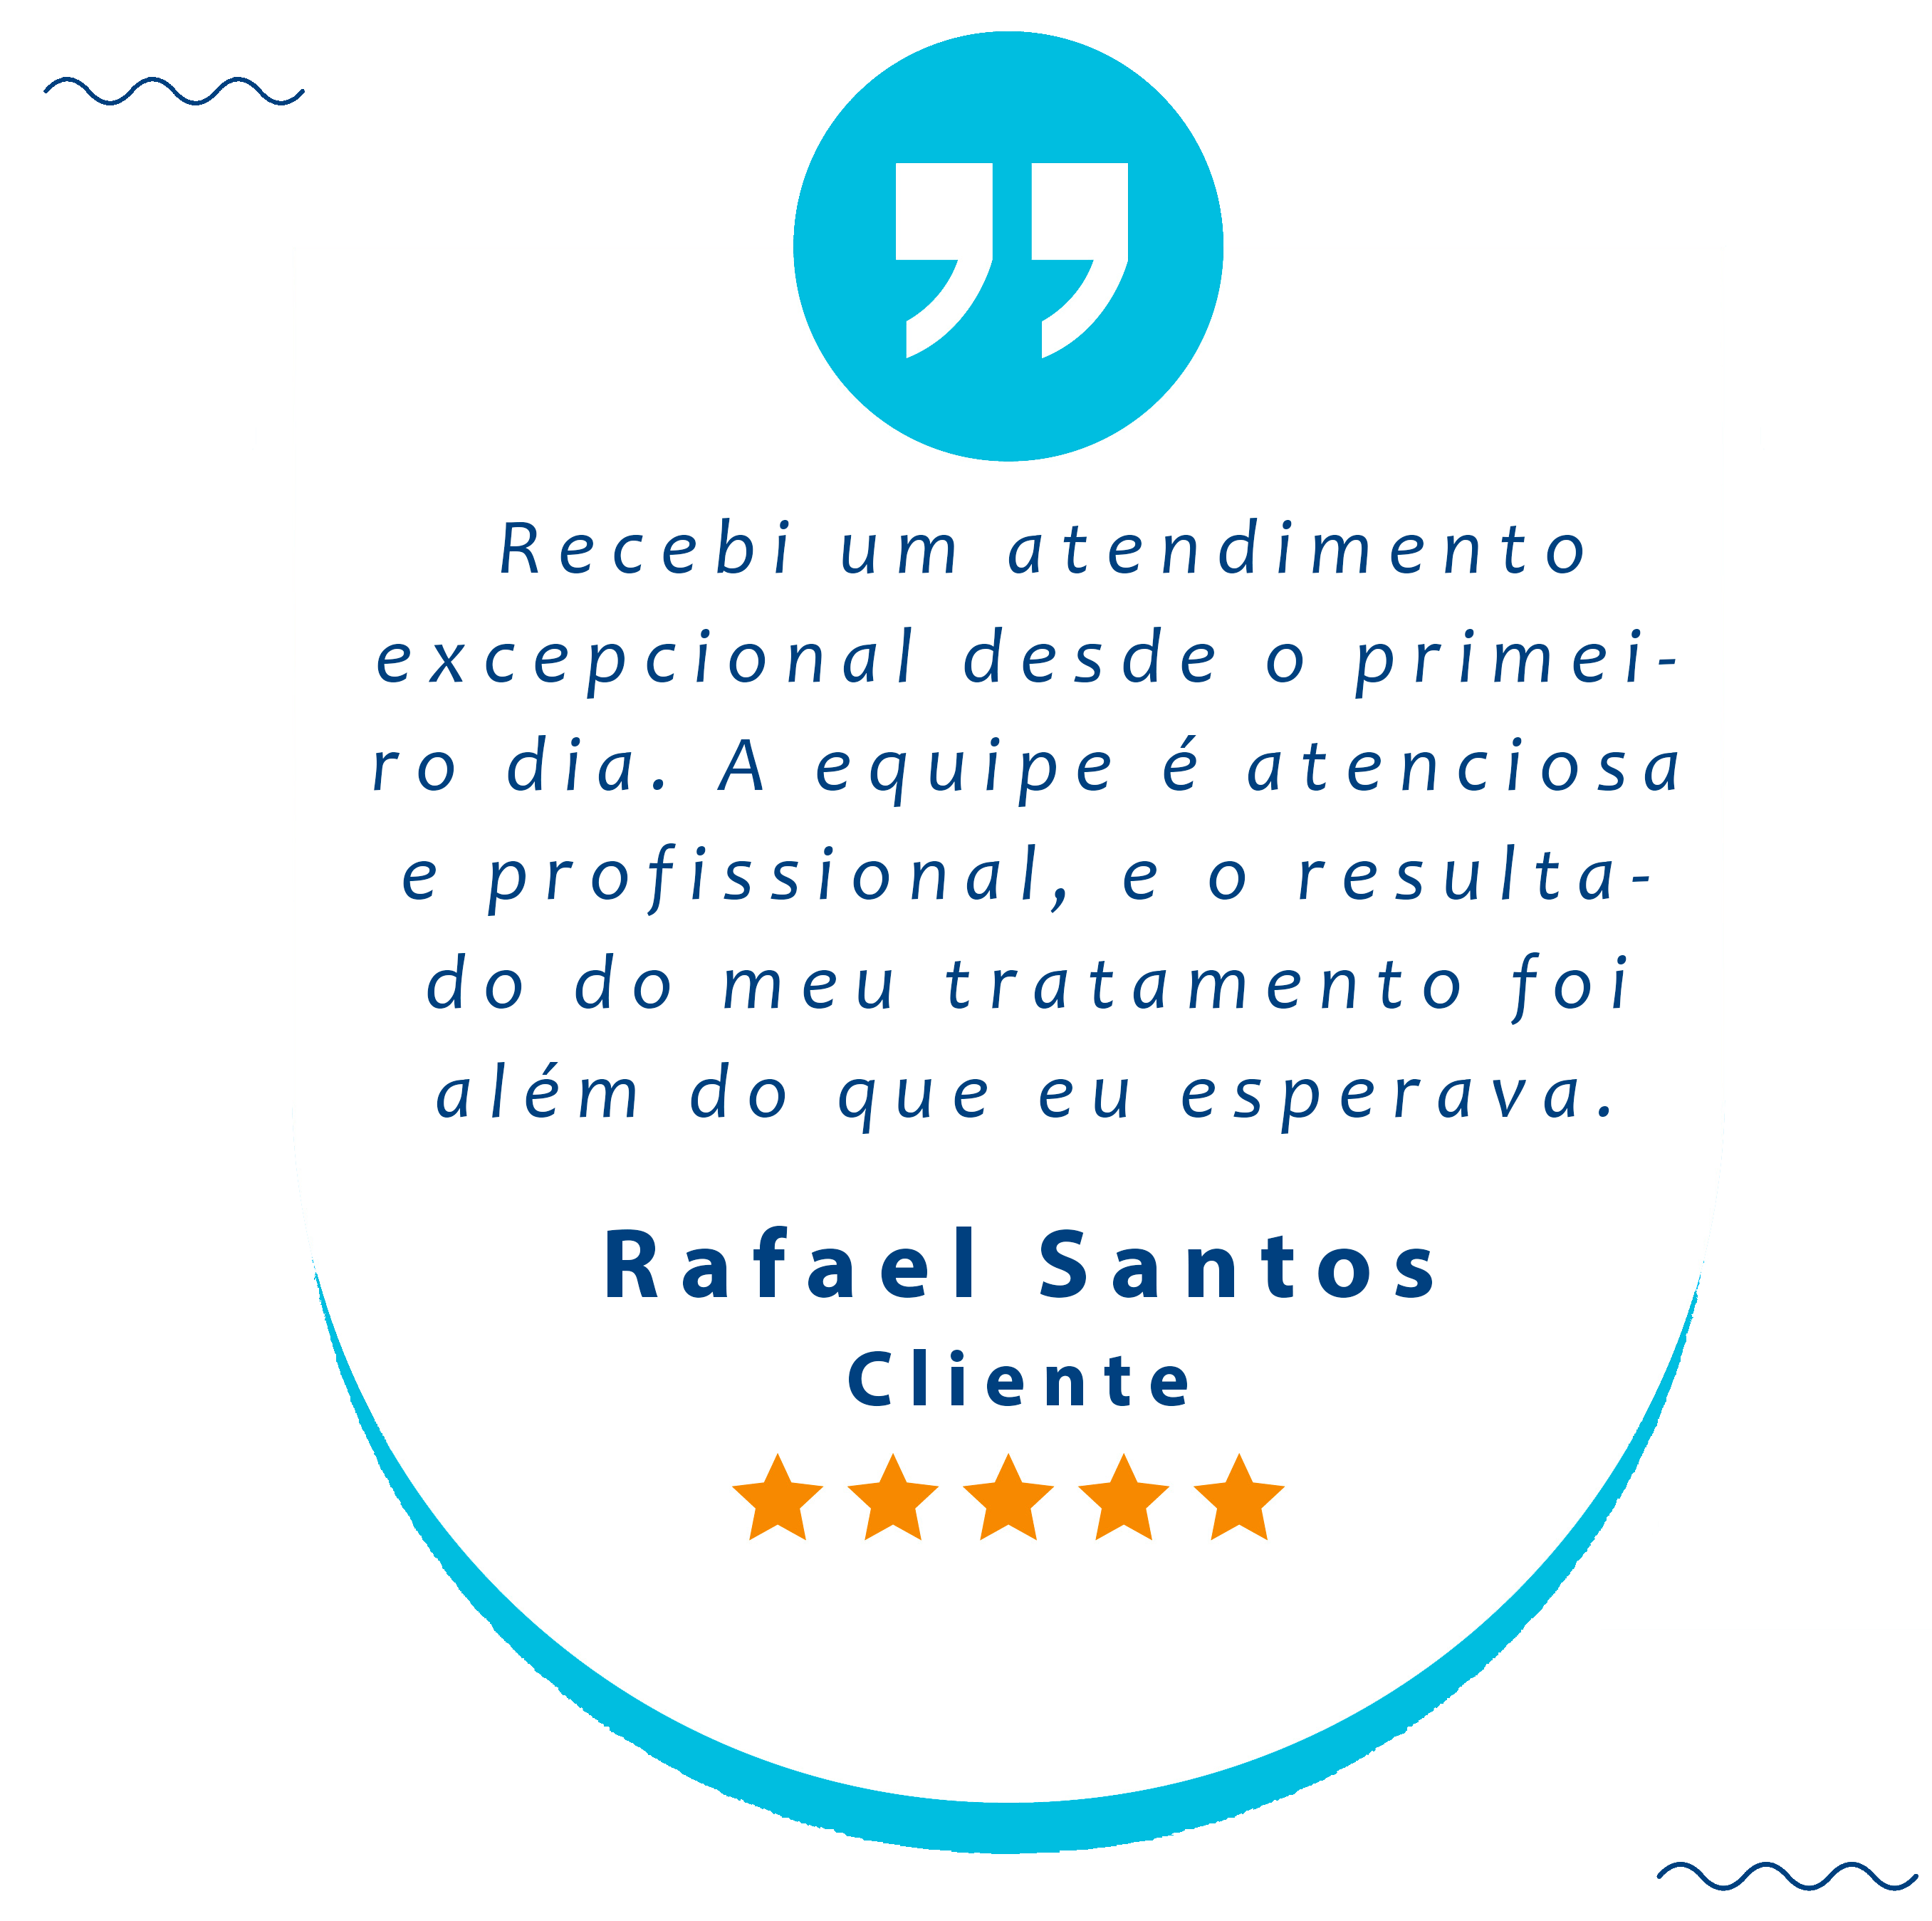 Recebi um atendimento
excepcional desde o primei-
ro dia. A equipe é atenciosa
e profissional, e o resulta-
do do meu tratamento foi
além do que eu esperava.
Rafael Santos
Cliente